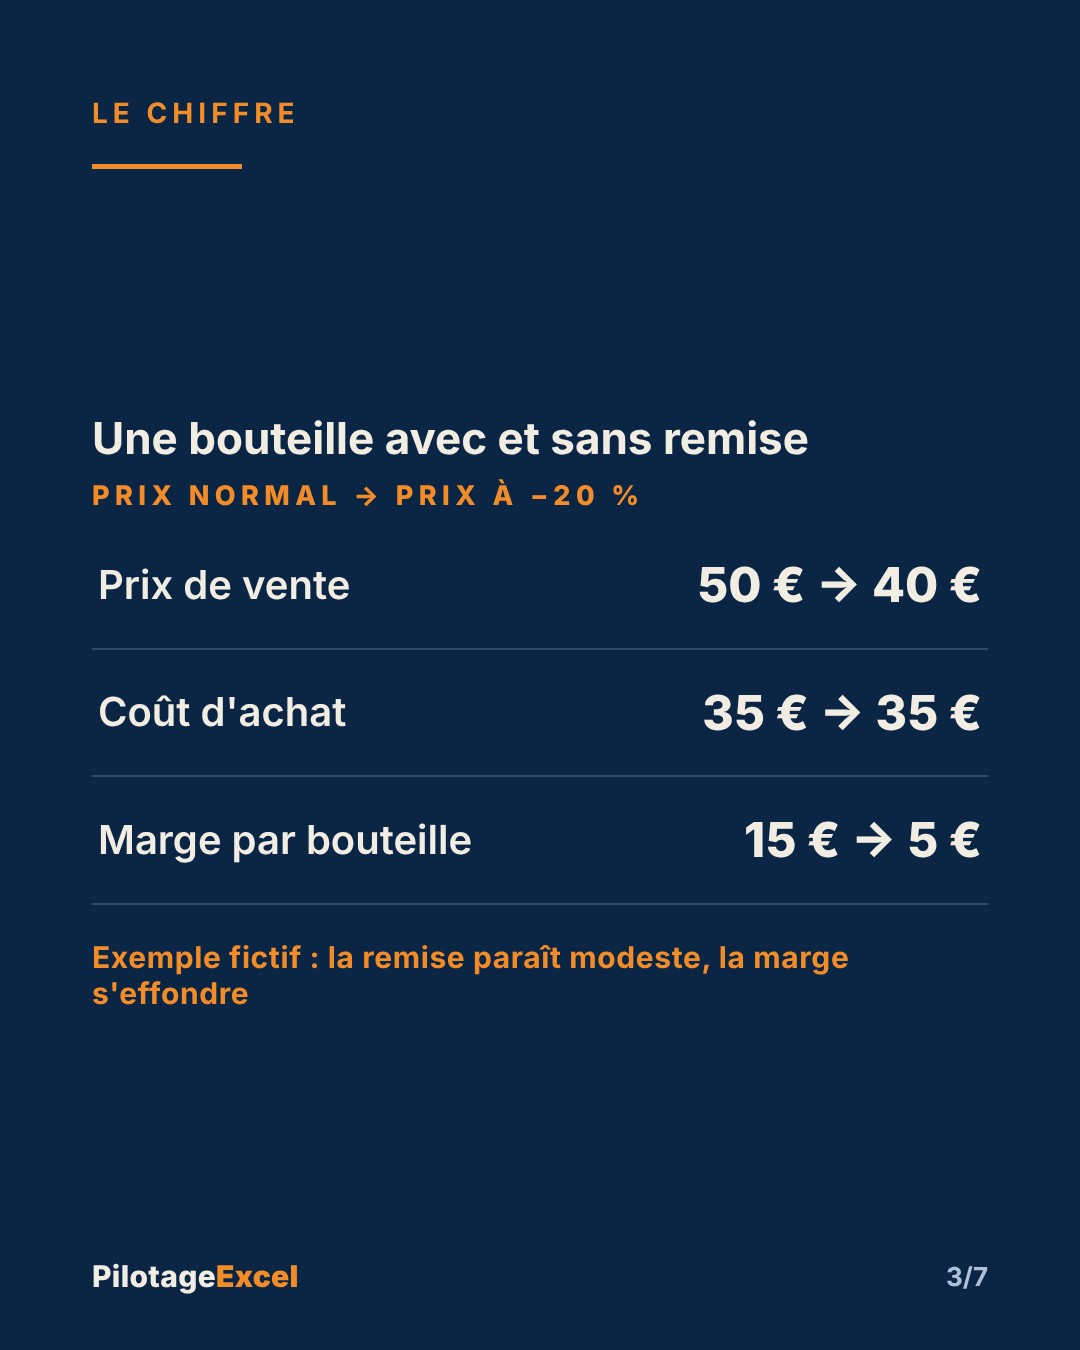 LE CHIFFRE
Une bouteille avec et sans remise
PRIX NORMAL → PRIX À −20 %
Prix de vente 50 € → 40 €
Coût d'achat 35 € → 35 €
Marge par bouteille 15 € → 5 €
Exemple fictif : la remise paraît modeste, la marge
s'effondre
PilotageExcel 3/7